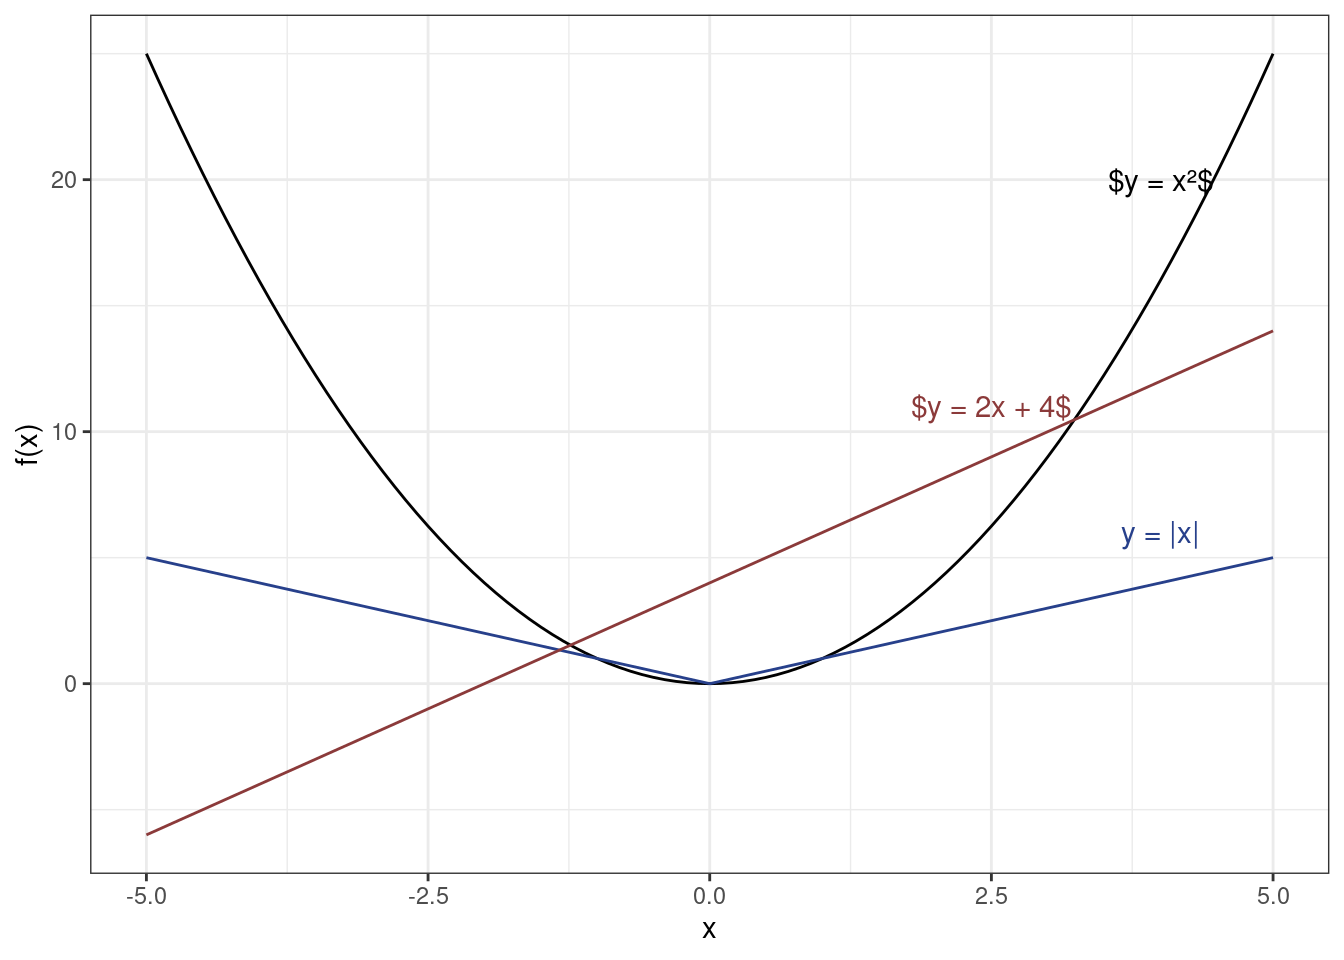 $y = x²$
20
$y = 2x + 4$
10
f(x)
y = |x|
0
-5.0 -2.5 0.0 2.5 5.0
x